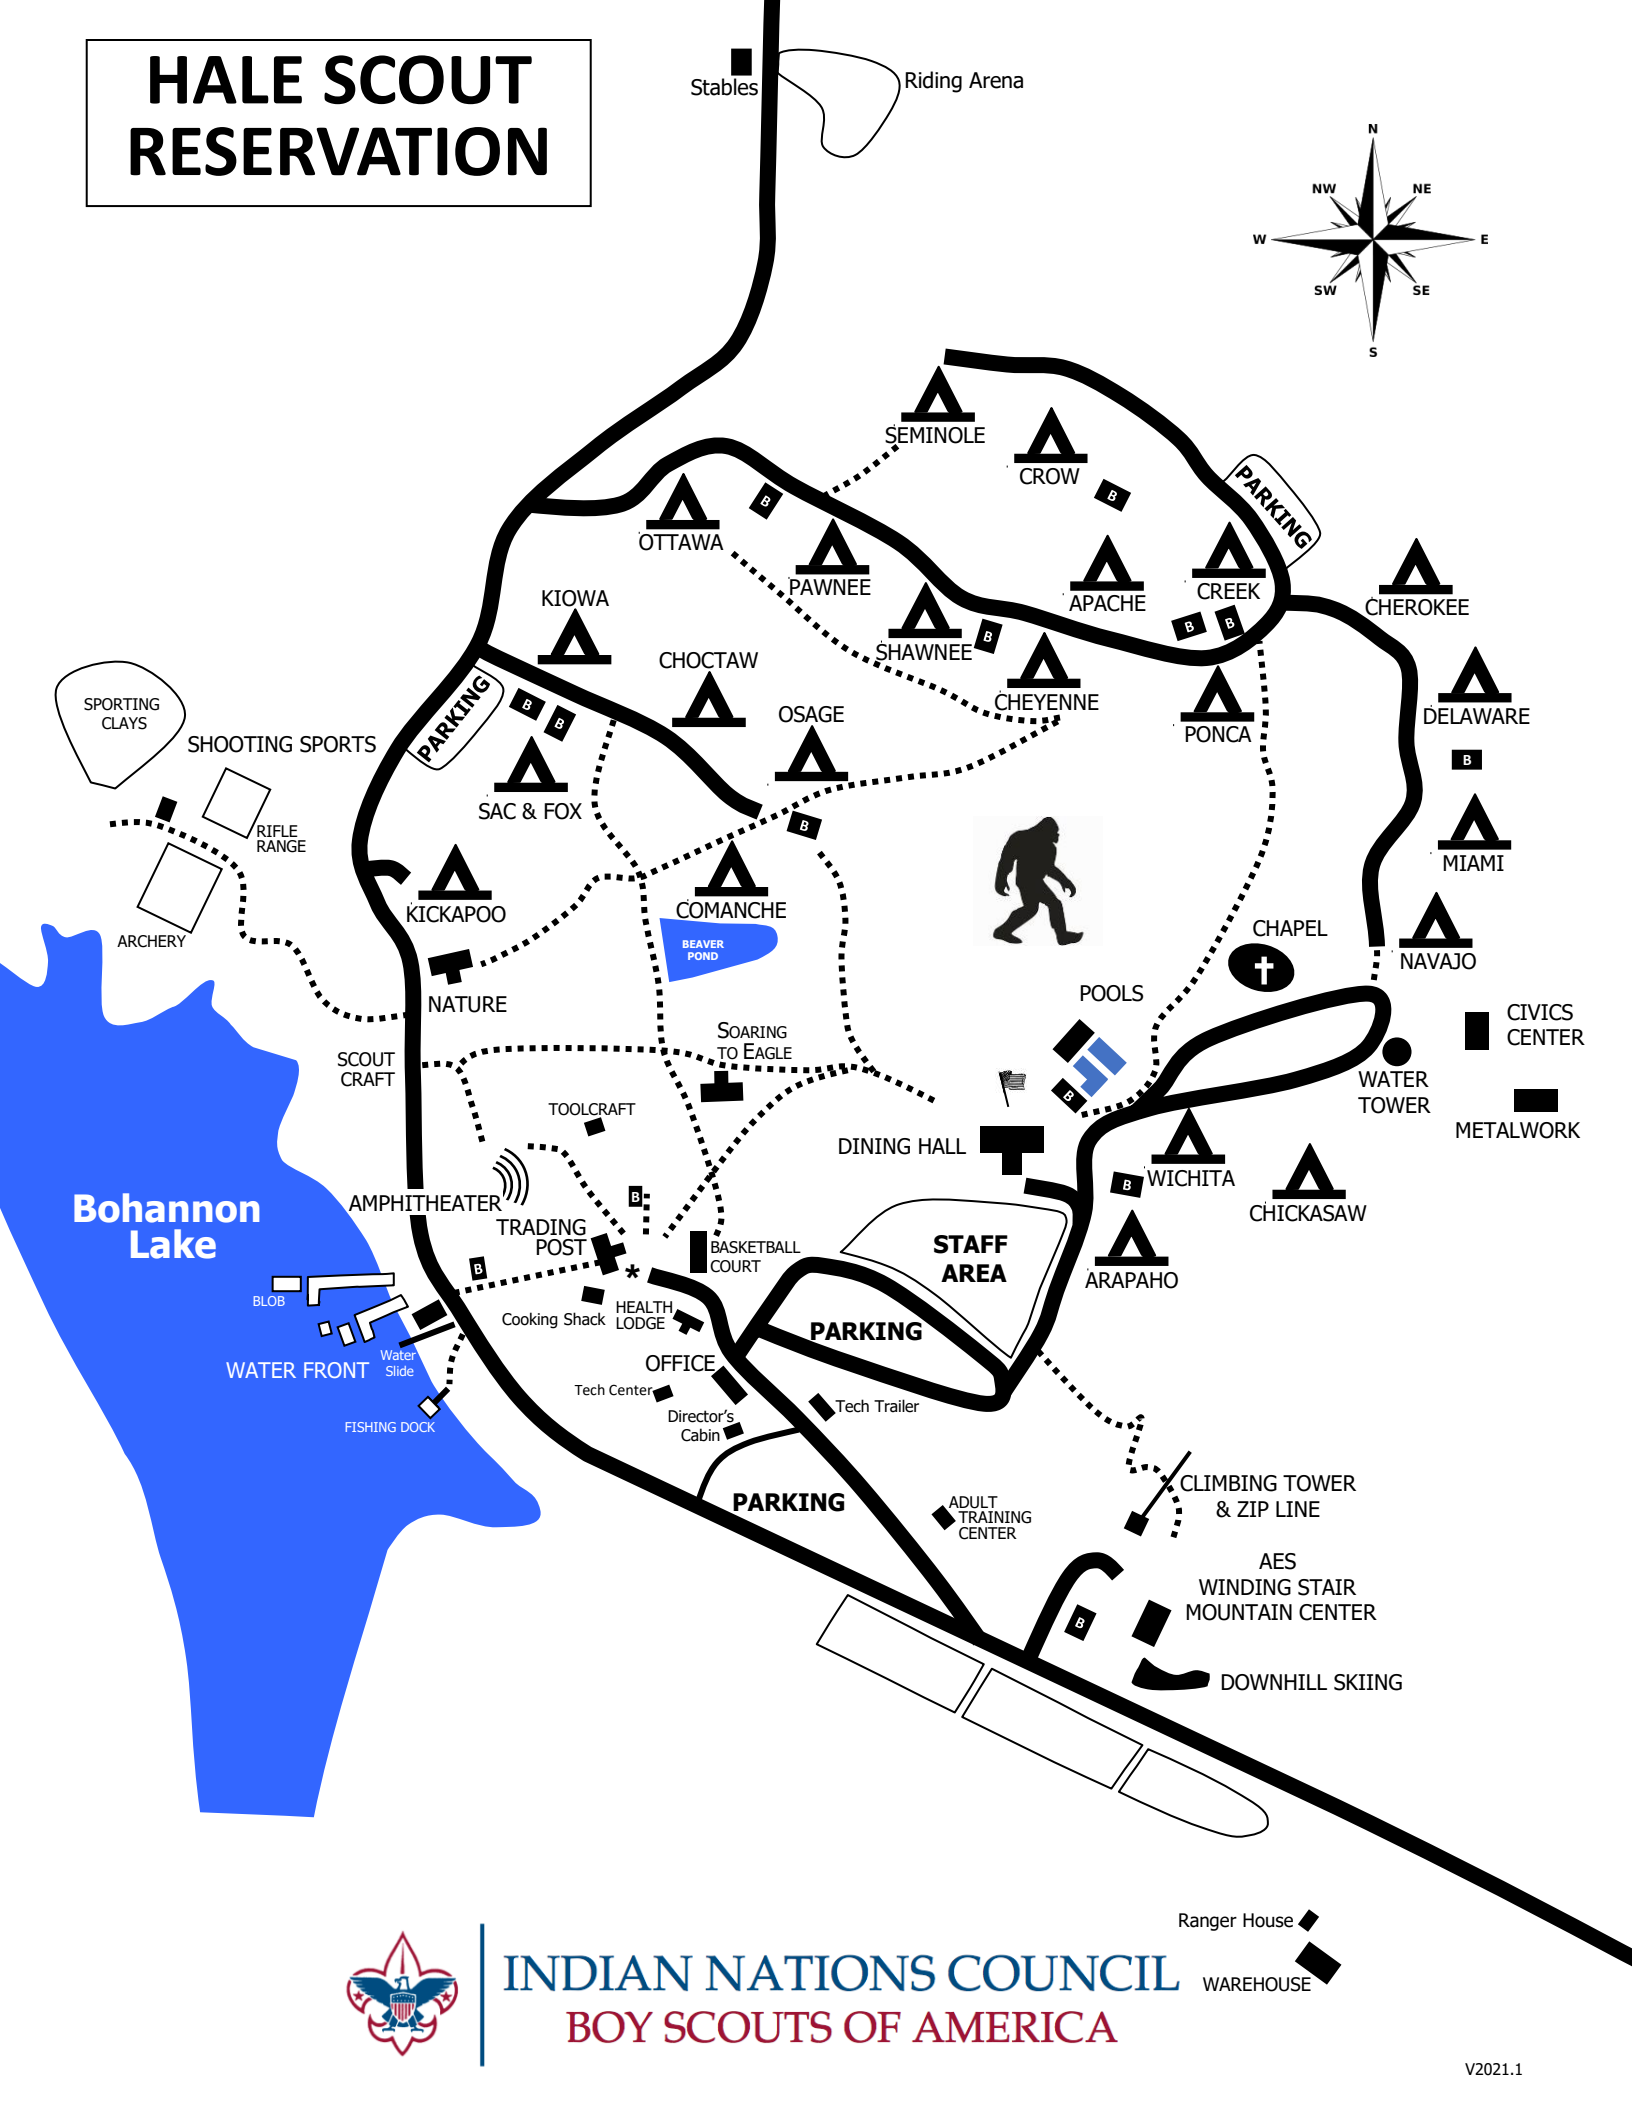 HALE SCOUT
RESERVATION
Stables
Riding Arena
N
NW
NE
W
E
SW
SE
S
SEMINOLE
CROW
B
PARKING
B
OTTAWA
PAWNEE
APACHE
CREEK
CHEROKEE
KIOWA
SHAWNEE
B
B
B
CHOCTAW
CHEYENNE
OSAGE
PONCA
DELAWARE
B
PARKING
B
B
SPORTING
CLAYS
SHOOTING SPORTS
SAC & FOX
RIFLE
RANGE
B
MIAMI
KICKAPOO
COMANCHE
ARCHERY
BEAVER
POND
CHAPEL
NAVAJO
NATURE
POOLS
CIVICS
CENTER
SCOUT
CRAFT
SOARING
TO EAGLE
WATER
TOWER
B
TOOLCRAFT
METALWORK
DINING HALL
WICHITA
B
CHICKASAW
AMPHITHEATER
B
Bohannon
Lake
TRADING
POST
*
BASKETBALL
COURT
STAFF
AREA
ARAPAHO
B
BLOB
Cooking Shack
HEALTH
LODGE
PARKING
WATER FRONT
Water
Slide
OFFICE
Tech Center
Director's
Cabin
Tech Trailer
FISHING DOCK
PARKING
ADULT
TRAINING
CENTER
CLIMBING TOWER
& ZIP LINE
AES
WINDING STAIR
MOUNTAIN CENTER
B
DOWNHILL SKIING
Ranger House
WAREHOUSE
INDIAN NATIONS COUNCIL
BOY SCOUTS OF AMERICA
V2021.1